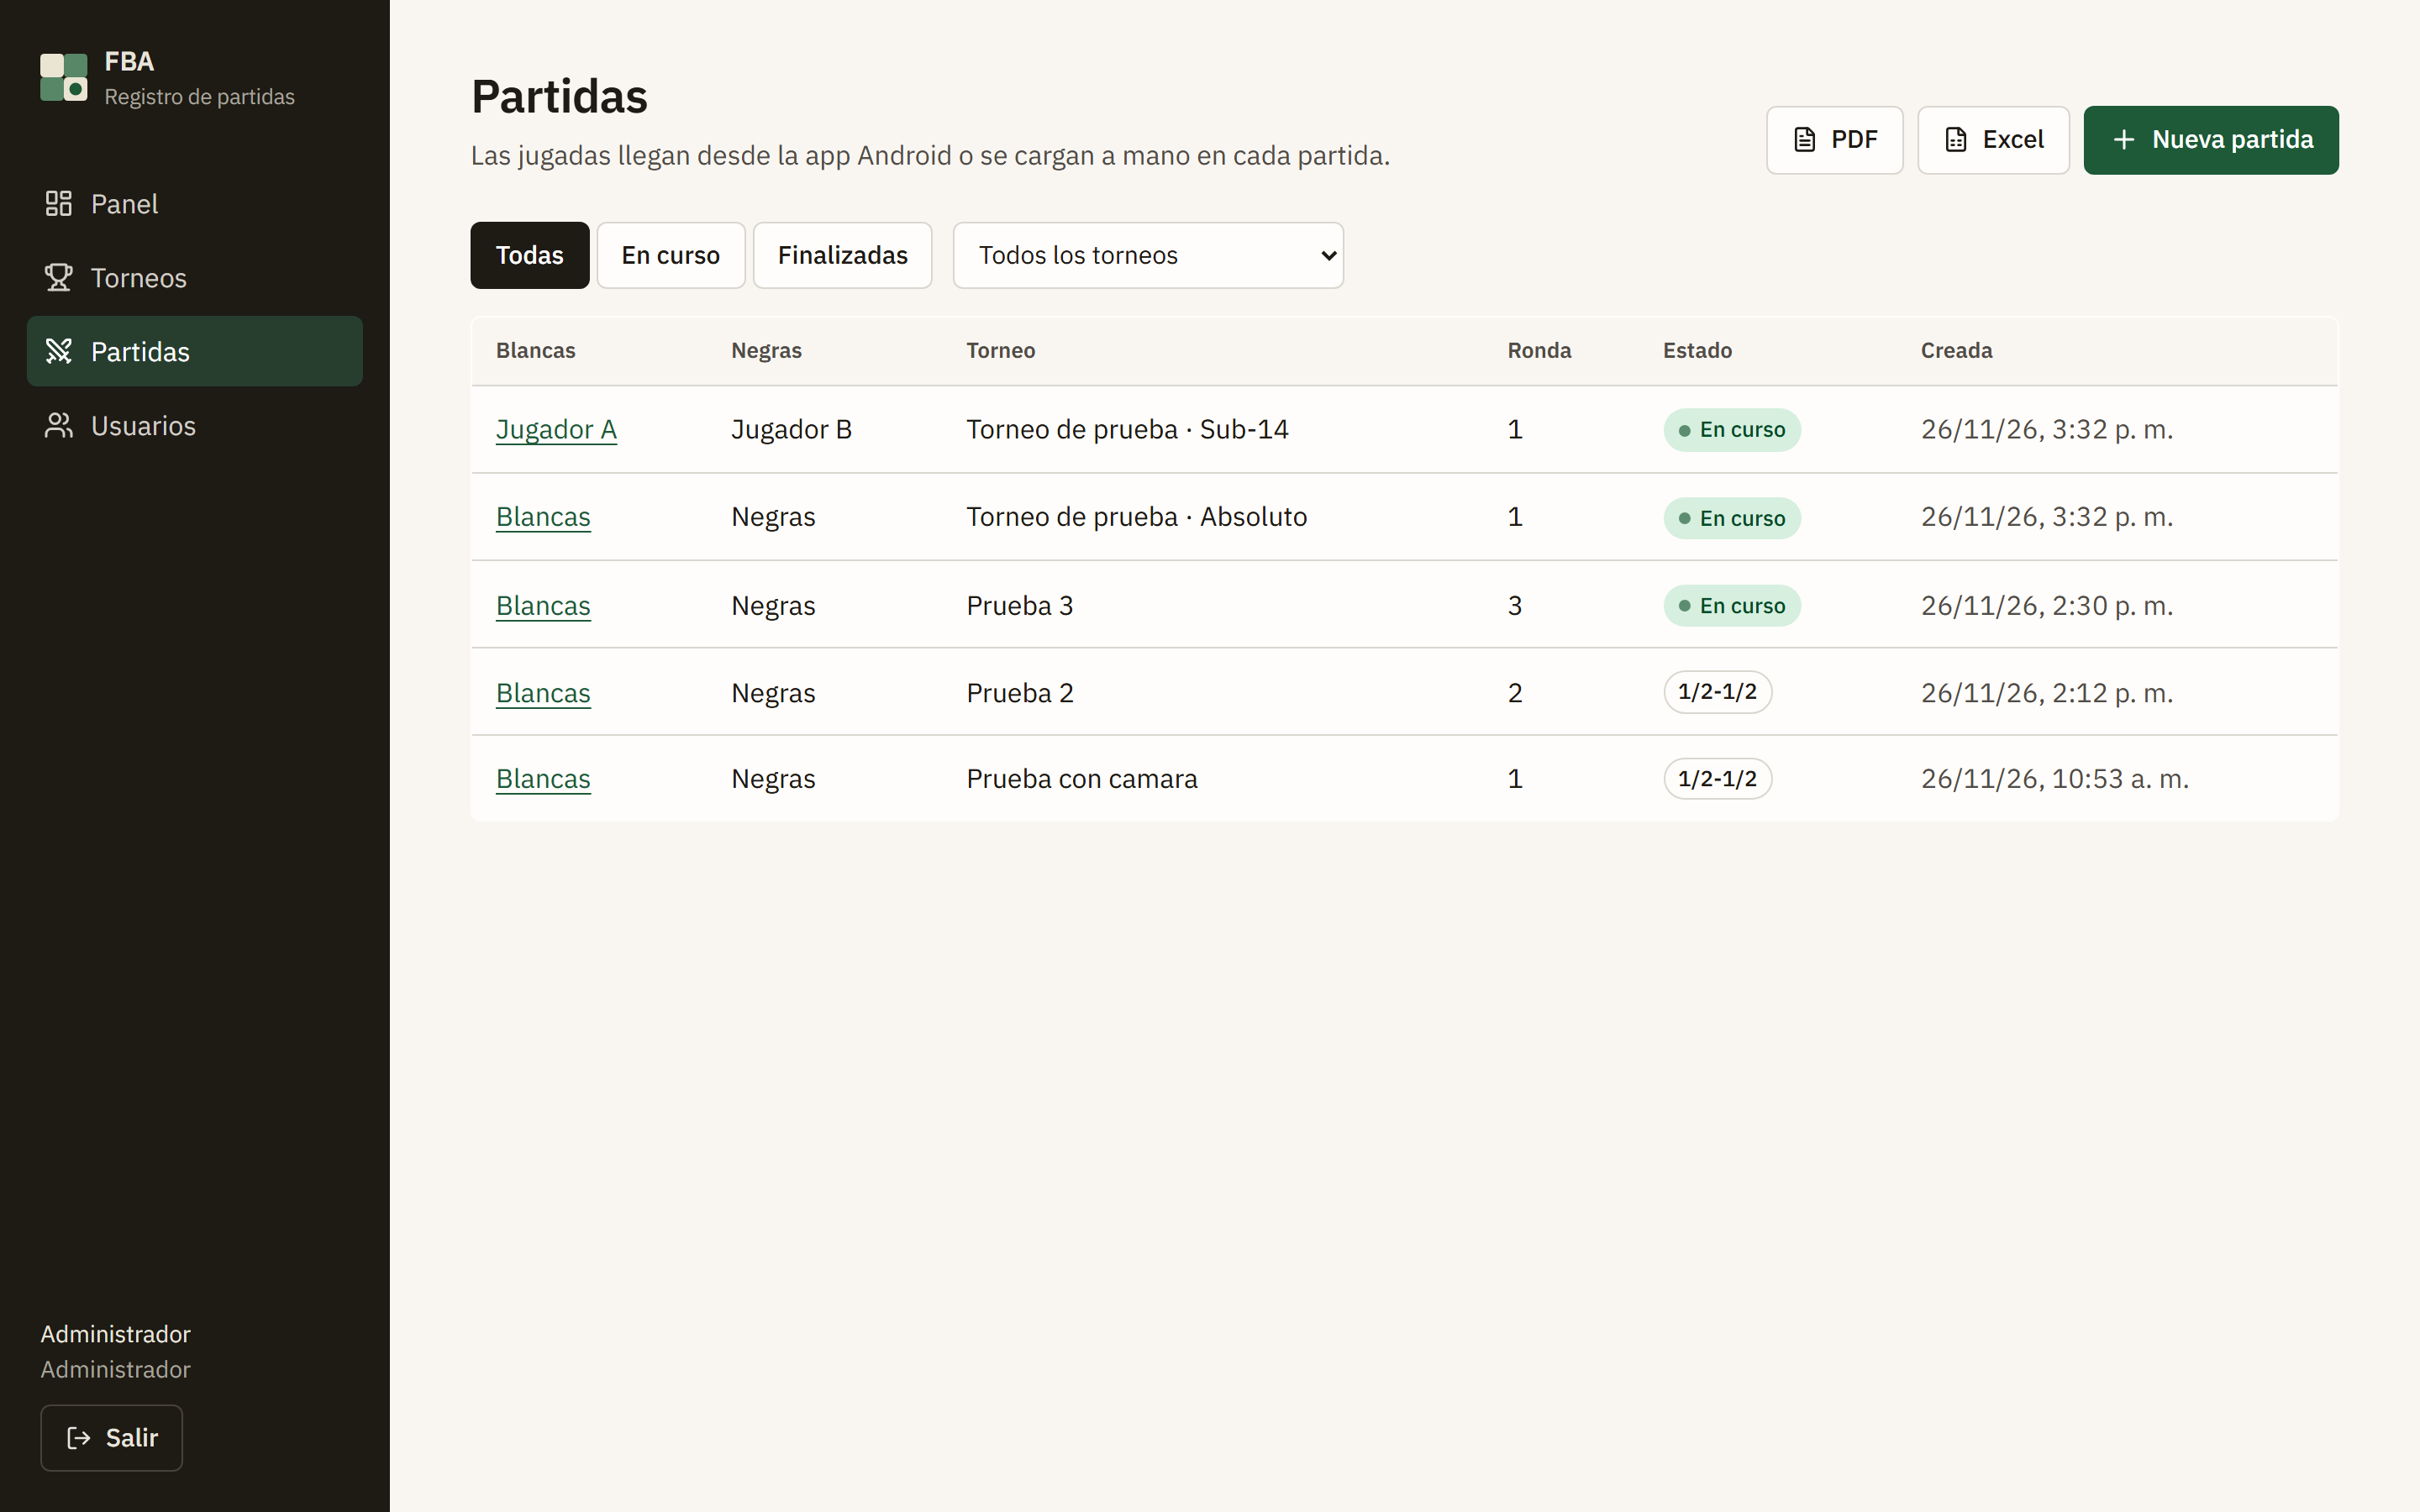 FBA
Registro de partidas
Panel
Torneos
Partidas
Usuarios
Administrador
Administrador
Salir
Partidas
Las jugadas llegan desde la app Android o se cargan a mano en cada partida.
PDF Excel Nueva partida
Todas En curso Finalizadas Todos los torneos
Blancas Negras Torneo Ronda Estado Creada
Jugador A Jugador B Torneo de prueba · Sub-14 1 En curso 26/11/26, 3:32 p. m.
Blancas Negras Torneo de prueba · Absoluto 1 En curso 26/11/26, 3:32 p. m.
Blancas Negras Prueba 3 3 En curso 26/11/26, 2:30 p. m.
Blancas Negras Prueba 2 2 1/2-1/2 26/11/26, 2:12 p. m.
Blancas Negras Prueba con camara 1 1/2-1/2 26/11/26, 10:53 a. m.